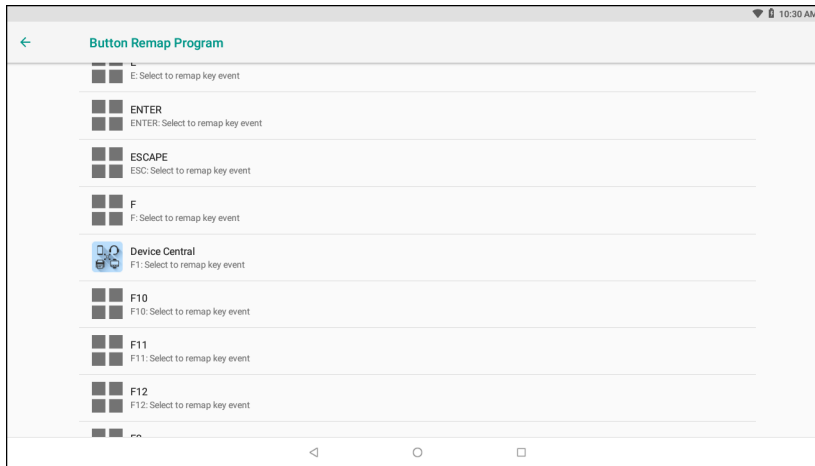 10:30 AM
Button Remap Program
E: Select to remap key event
ENTER
ENTER: Select to remap key event
ESCAPE
ESC: Select to remap key event
F
F: Select to remap key event
Device Central
F1: Select to remap key event
F10
F10: Select to remap key event
F11
F11: Select to remap key event
F12
F12: Select to remap key event